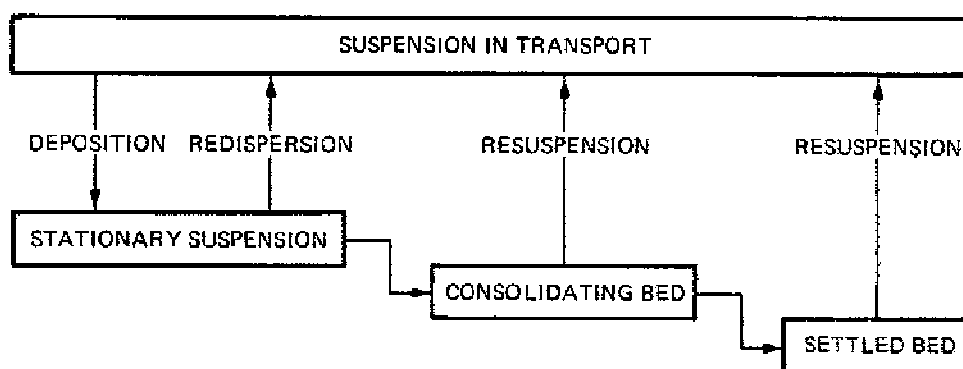 SUSPENSION IN TRANSPORT
DEPOSITION
REDISPERSION
RESUSPENSION
RESUSPENSION
STATIONARY SUSPENSION
CONSOLIDATING BED
SETTLED BED